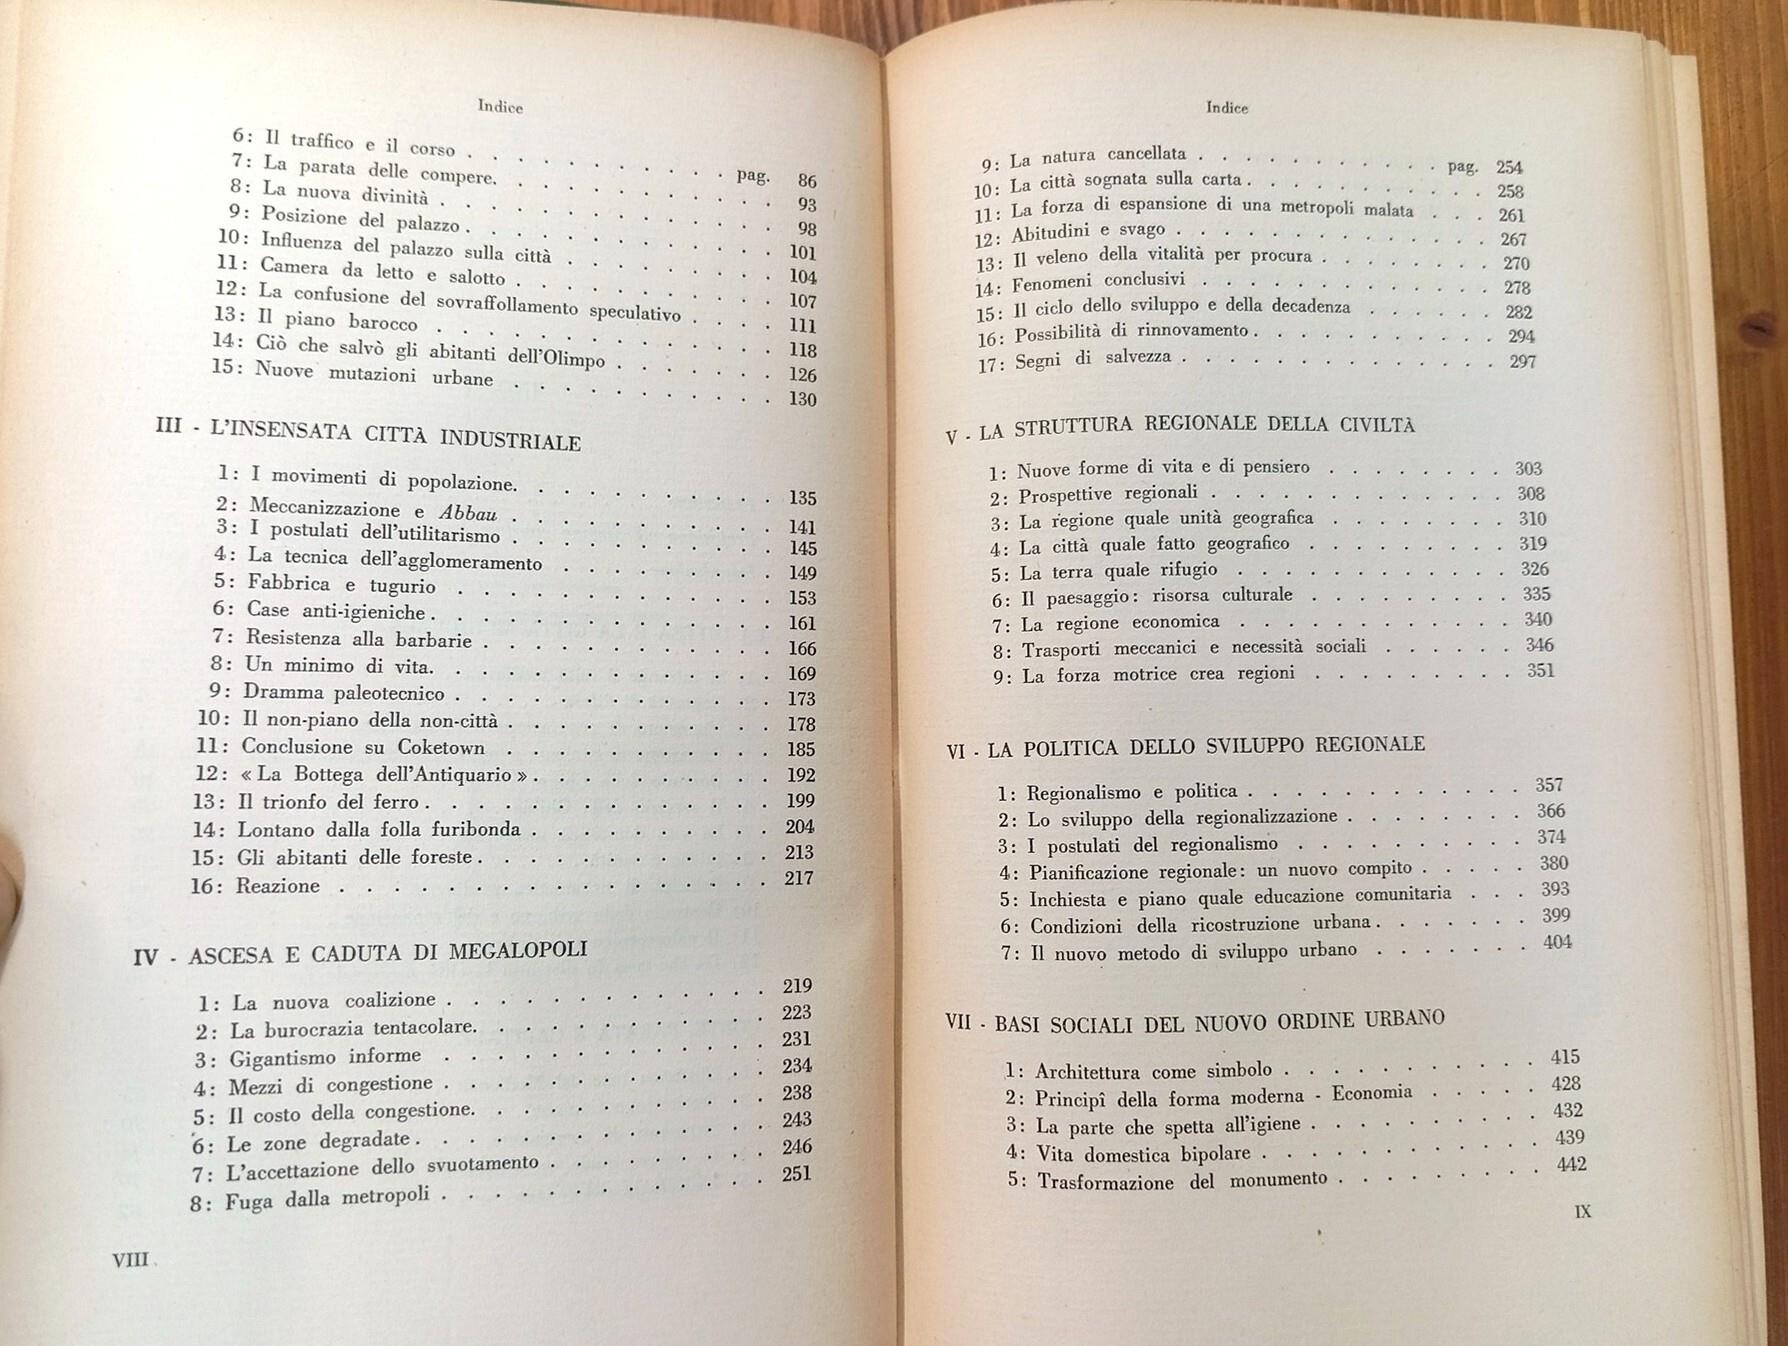 Indice
6: Il traffico e il corso . . . . . . . . . . . pag. 86
7: La parata delle compere. . . . . . . . . . . . 93
8: La nuova divinità . . . . . . . . . . . . . . 98
9: Posizione del palazzo . . . . . . . . . . . . . 101
10: Influenza del palazzo sulla città . . . . . . . . . 104
11: Camera da letto e salotto . . . . . . . . . . . 107
12: La confusione del sovraffollamento speculativo . . . . 111
13: Il piano barocco . . . . . . . . . . . . . . 118
14: Ciò che salvò gli abitanti dell'Olimpo . . . . . . . 126
15: Nuove mutazioni urbane . . . . . . . . . . . 130
III - L'INSENSATA CITTÀ INDUSTRIALE
1: I movimenti di popolazione. . . . . . . . . . . 135
2: Meccanizzazione e Abbau . . . . . . . . . . . 141
3: I postulati dell'utilitarismo . . . . . . . . . . . 145
4: La tecnica dell'agglomeramento . . . . . . . . . 149
5: Fabbrica e tugurio . . . . . . . . . . . . . 153
6: Case anti-igieniche . . . . . . . . . . . . . . 161
7: Resistenza alla barbarie . . . . . . . . . . . . 166
8: Un minimo di vita. . . . . . . . . . . . . . 169
9: Dramma paleotecnico . . . . . . . . . . . . . 173
10: Il non-piano della non-città . . . . . . . . . . . 178
11: Conclusione su Coketown . . . . . . . . . . . 185
12: « La Bottega dell'Antiquario » . . . . . . . . . . 192
13: Il trionfo del ferro . . . . . . . . . . . . . . 199
14: Lontano dalla folla furibonda . . . . . . . . . . 204
15: Gli abitanti delle foreste . . . . . . . . . . . . 213
16: Reazione . . . . . . . . . . . . . . . . 217
IV - ASCESA E CADUTA DI MEGALOPOLI
1: La nuova coalizione . . . . . . . . . . . . . 219
2: La burocrazia tentacolare. . . . . . . . . . . . 223
3: Gigantismo informe . . . . . . . . . . . . . 231
4: Mezzi di congestione . . . . . . . . . . . . . 234
5: Il costo della congestione. . . . . . . . . . . . 238
6: Le zone degradate . . . . . . . . . . . . . . 243
7: L'accettazione dello svuotamento . . . . . . . . . 246
8: Fuga dalla metropoli . . . . . . . . . . . . . 251
VIII
Indice
9: La natura cancellata . . . . . . . . . . . pag. 254
10: La città sognata sulla carta . . . . . . . . . . . 258
11: La forza di espansione di una metropoli malata . . . 261
12: Abitudini e svago . . . . . . . . . . . . . . 267
13: Il veleno della vitalità per procura . . . . . . . . 270
14: Fenomeni conclusivi . . . . . . . . . . . . . 278
15: Il ciclo dello sviluppo e della decadenza . . . . . . 282
16: Possibilità di rinnovamento . . . . . . . . . . . 294
17: Segni di salvezza . . . . . . . . . . . . . . 297
V - LA STRUTTURA REGIONALE DELLA CIVILTÀ
1: Nuove forme di vita e di pensiero . . . . . . . . 303
2: Prospettive regionali . . . . . . . . . . . . . 308
3: La regione quale unità geografica . . . . . . . . 310
4: La città quale fatto geografico . . . . . . . . . 319
5: La terra quale rifugio . . . . . . . . . . . . 326
6: Il paesaggio: risorsa culturale . . . . . . . . . 335
7: La regione economica . . . . . . . . . . . . 340
8: Trasporti meccanici e necessità sociali . . . . . . 346
9: La forza motrice crea regioni . . . . . . . . . 351
VI - LA POLITICA DELLO SVILUPPO REGIONALE
1: Regionalismo e politica . . . . . . . . . . . . 357
2: Lo sviluppo della regionalizzazione . . . . . . . . 366
3: I postulati del regionalismo . . . . . . . . . . 374
4: Pianificazione regionale: un nuovo compito . . . . . 380
5: Inchiesta e piano quale educazione comunitaria . . . 393
6: Condizioni della ricostruzione urbana . . . . . . . 399
7: Il nuovo metodo di sviluppo urbano . . . . . . . 404
VII - BASI SOCIALI DEL NUOVO ORDINE URBANO
1: Architettura come simbolo . . . . . . . . . . . 415
2: Principî della forma moderna - Economia . . . . . 428
3: La parte che spetta all'igiene . . . . . . . . . . 432
4: Vita domestica bipolare . . . . . . . . . . . . 439
5: Trasformazione del monumento . . . . . . . . . 442
IX